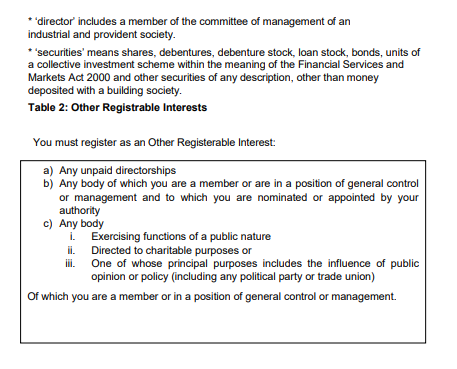 * 'director' includes a member of the committee of management of an
industrial and provident society.
* 'securities' means shares, debentures, debenture stock, loan stock, bonds, units of
a collective investment scheme within the meaning of the Financial Services and
Markets Act 2000 and other securities of any description, other than money
deposited with a building society.
Table 2: Other Registrable Interests
You must register as an Other Registerable Interest:
a) Any unpaid directorships
b) Any body of which you are a member or are in a position of general control
or management and to which you are nominated or appointed by your
authority
c) Any body
i. Exercising functions of a public nature
ii. Directed to charitable purposes or
iii. One of whose principal purposes includes the influence of public
opinion or policy (including any political party or trade union)
Of which you are a member or in a position of general control or management.